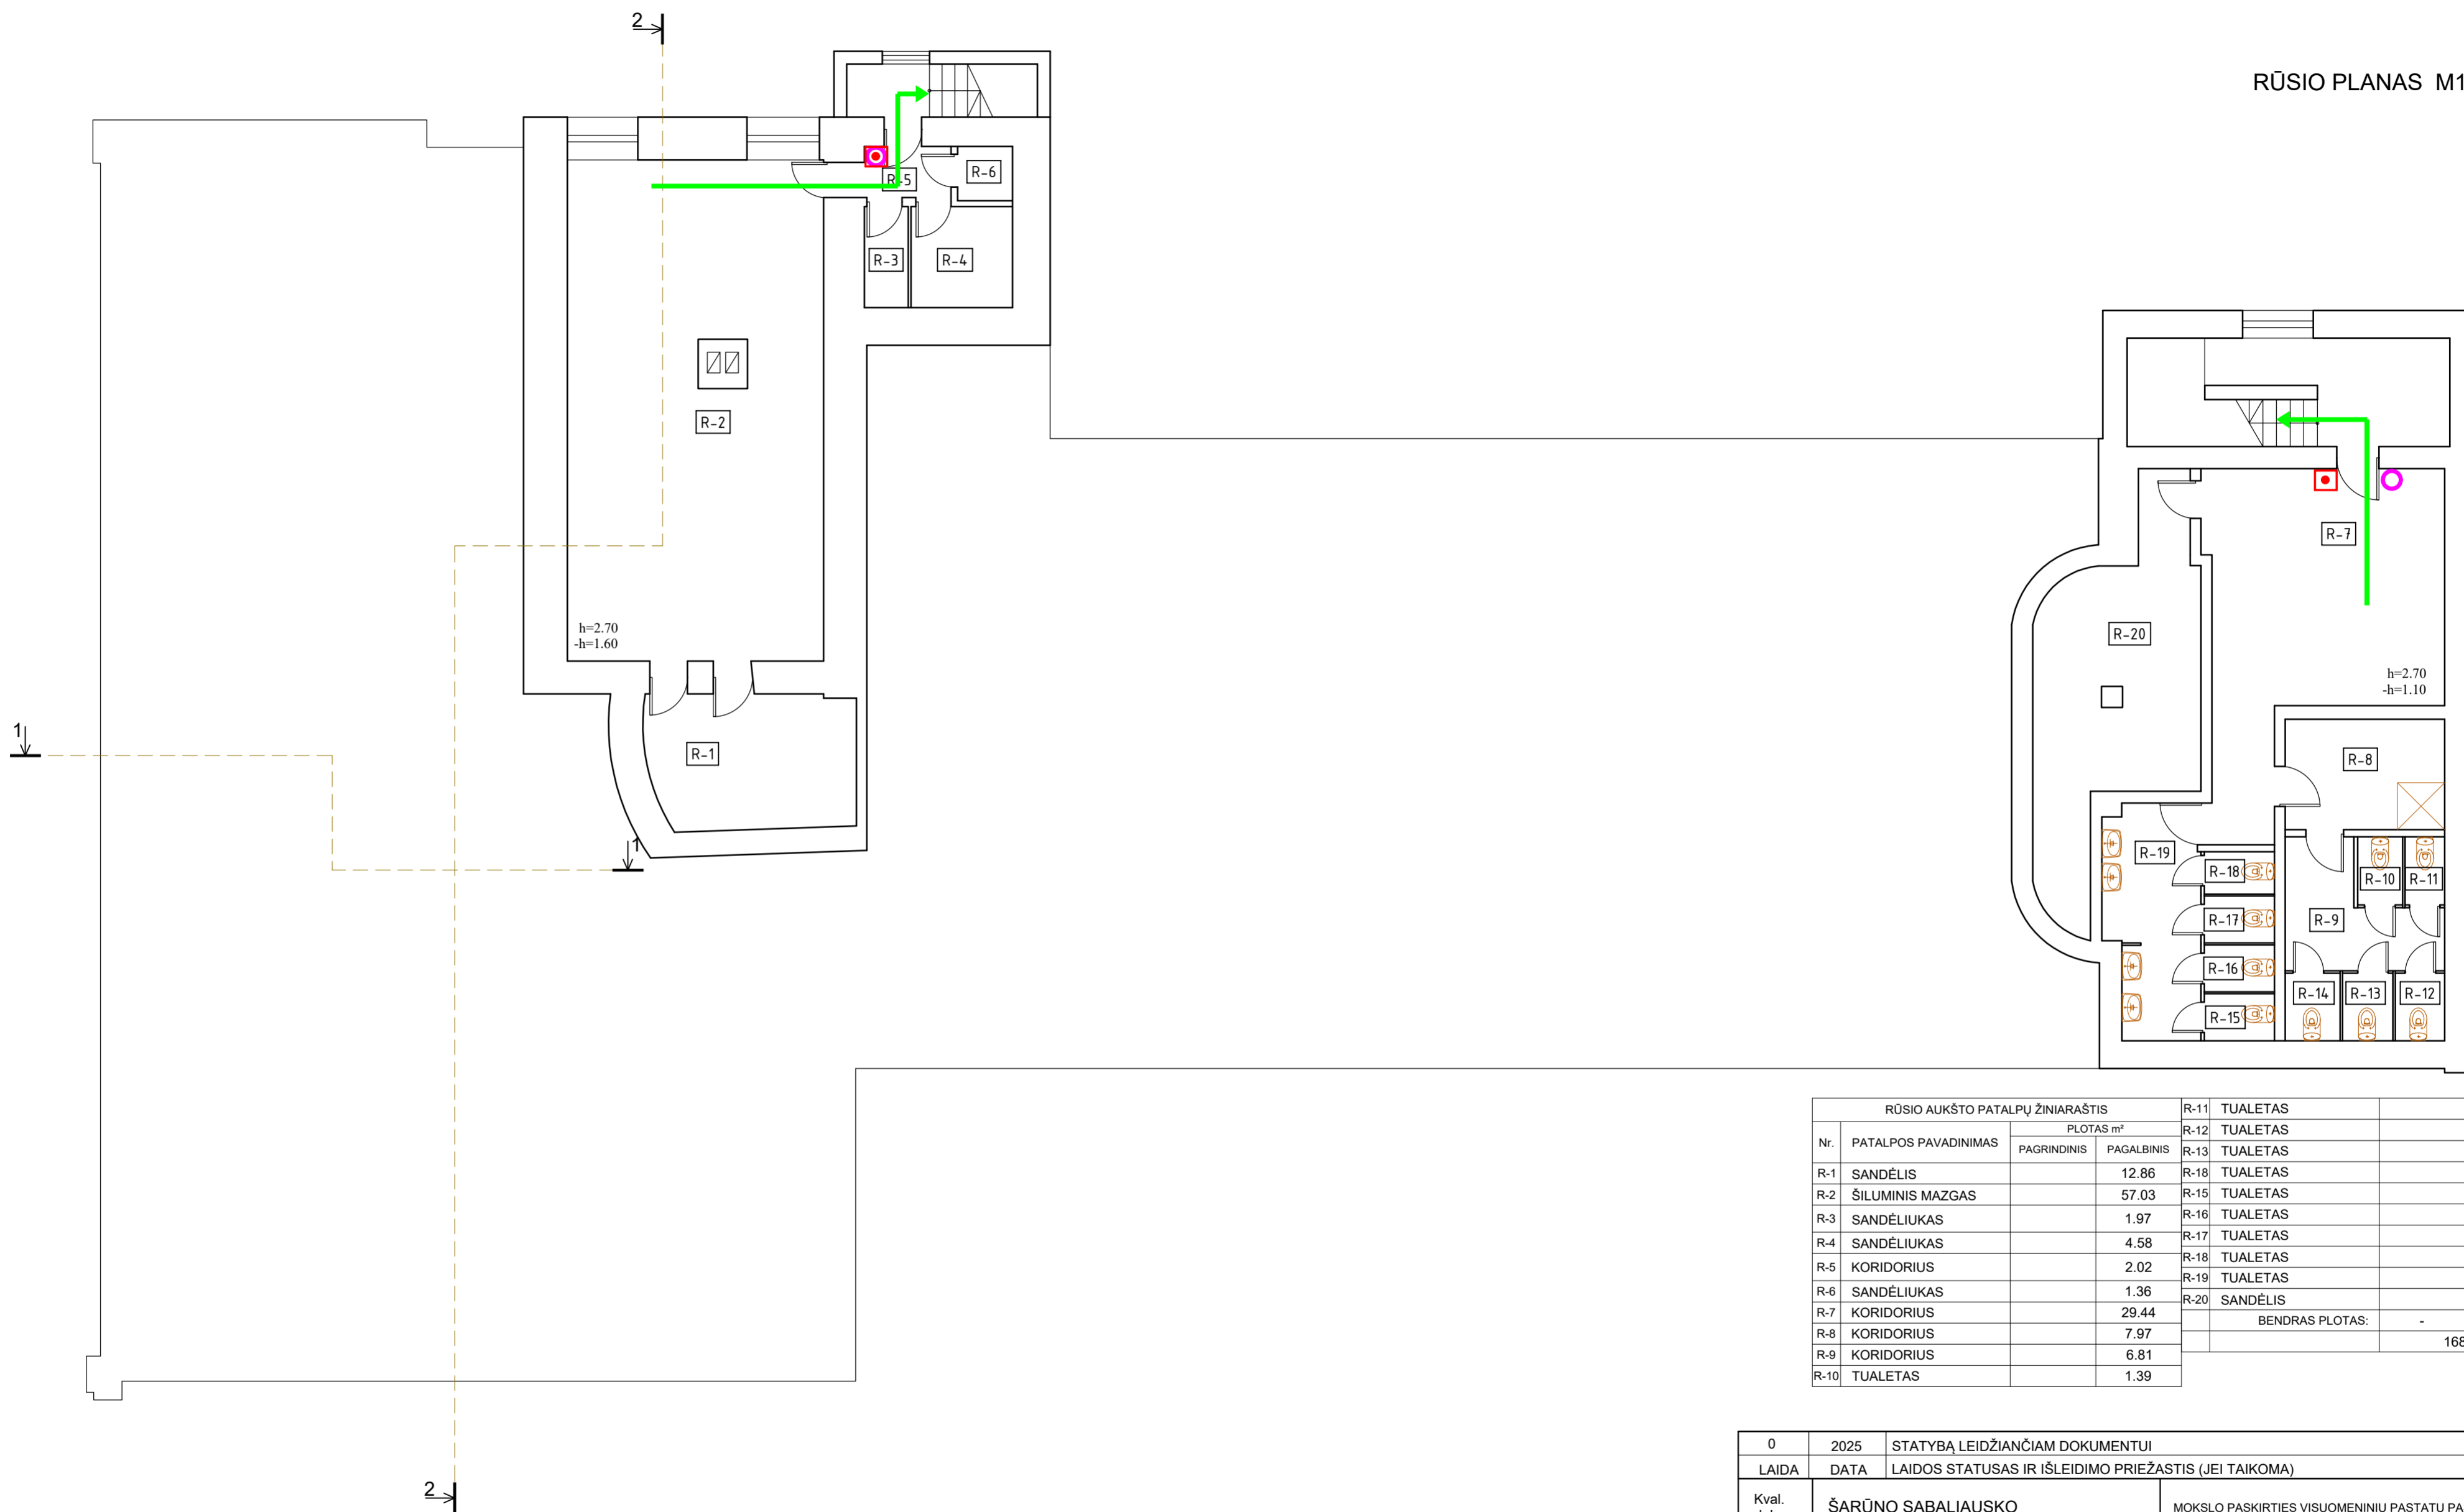 2
RŪSIO PLANAS M1
R-5
R-6
R-3
R-4
R-2
R-7
h=2.70
-h=1.60
R-20
h=2.70
-h=1.10
1
R-1
R-8
1
R-19
R-18
R-10
R-11
R-17
R-9
R-16
R-14
R-13
R-12
R-15
RŪSIO AUKŠTO PATALPŲ ŽINIARAŠTIS
Nr. PATALPOS PAVADINIMAS PLOTAS m²
PAGRINDINIS PAGALBINIS
R-1 SANDĖLIS 12.86
R-2 ŠILUMINIS MAZGAS 57.03
R-3 SANDĖLIUKAS 1.97
R-4 SANDĖLIUKAS 4.58
R-5 KORIDORIUS 2.02
R-6 SANDĖLIUKAS 1.36
R-7 KORIDORIUS 29.44
R-8 KORIDORIUS 7.97
R-9 KORIDORIUS 6.81
R-10 TUALETAS 1.39
R-11 TUALETAS
R-12 TUALETAS
R-13 TUALETAS
R-18 TUALETAS
R-15 TUALETAS
R-16 TUALETAS
R-17 TUALETAS
R-18 TUALETAS
R-19 TUALETAS
R-20 SANDĖLIS
BENDRAS PLOTAS: -
168
0 2025 STATYBĄ LEIDŽIANČIAM DOKUMENTUI
LAIDA DATA LAIDOS STATUSAS IR IŠLEIDIMO PRIEŽASTIS (JEI TAIKOMA)
Kval.
ŠARŪNO SABALIAUSKO
MOKSLO PASKIRTIES VISUOMENINIŲ PASTATŲ PA
2